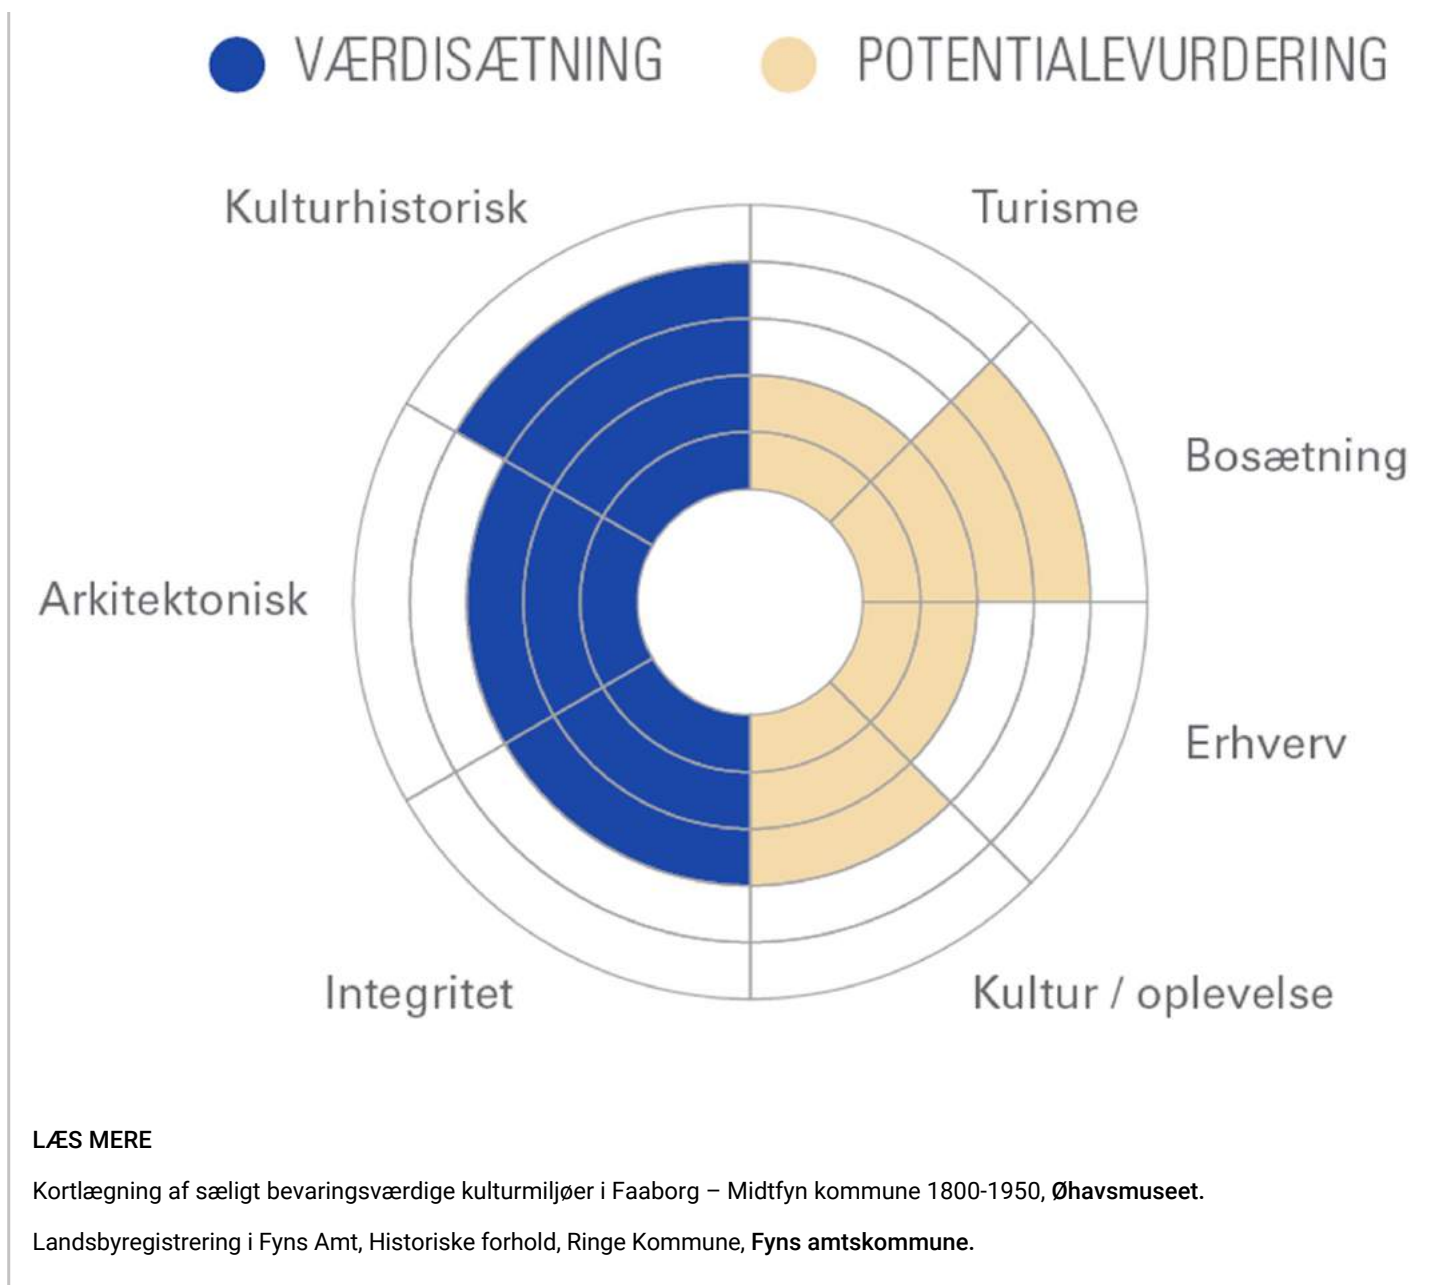 VÆRDISÆTNING
POTENTIALEVURDERING
Kulturhistorisk
Turisme
Bosætning
Arkitektonisk
Erhverv
Integritet
Kultur / oplevelse
LÆS MERE
Kortlægning af sæligt bevaringsværdige kulturmiljøer i Faaborg – Midtfyn kommune 1800-1950, Øhavsmuseet.
Landsbyregistrering i Fyns Amt, Historiske forhold, Ringe Kommune, Fyns amtskommune.